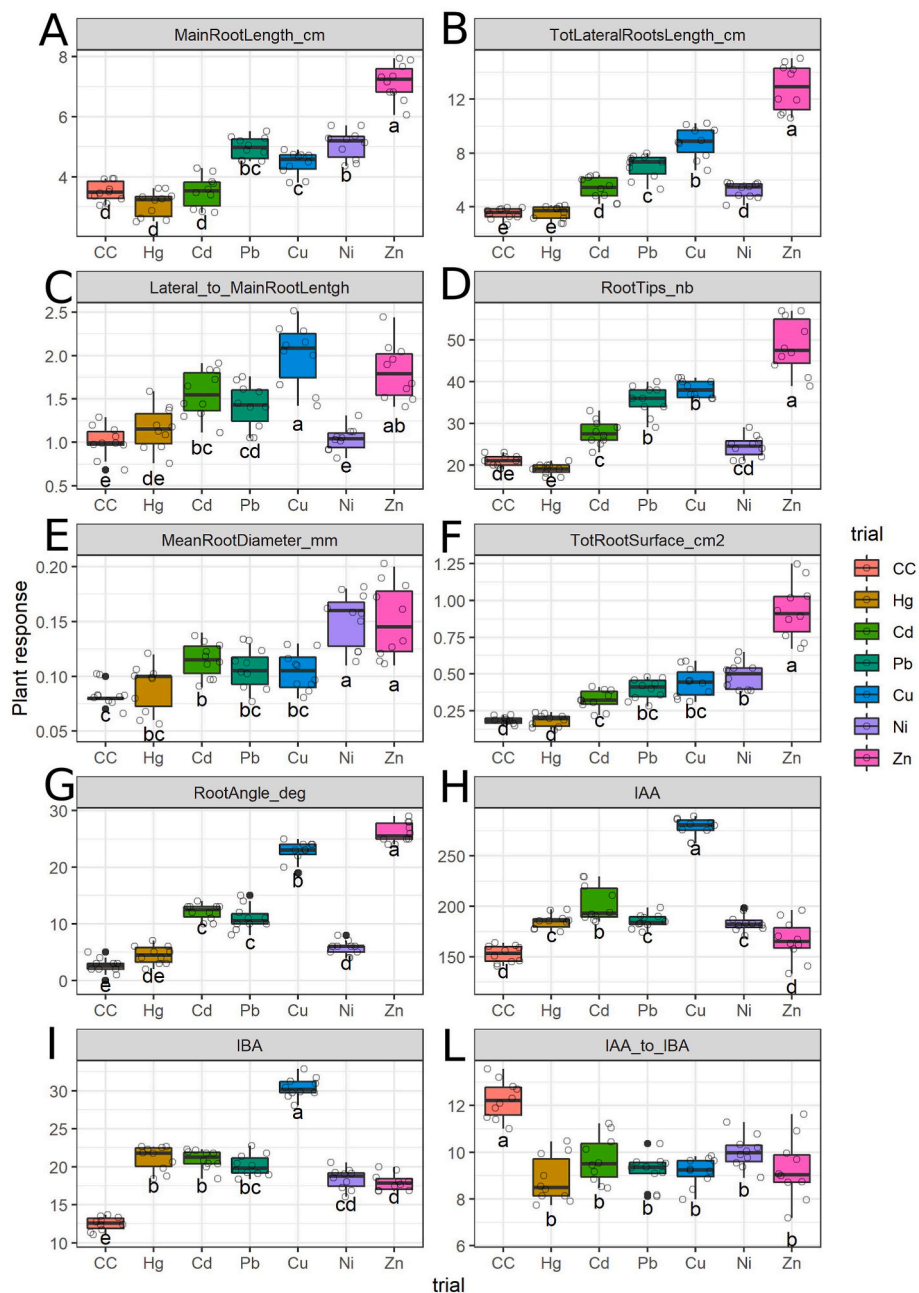 A
MainRootLength_cm
8
6
4
a
bc
c
b
d
d
d
CC Hg Cd Pb Cu Ni Zn
B
TotLateralRootsLength_cm
12
8
4
a
b
c
d
d
e
e
CC Hg Cd Pb Cu Ni Zn
C
Lateral_to_MainRootLentgh
2.5
2.0
1.5
1.0
0.5
a
ab
bc
cd
e
de
e
CC Hg Cd Pb Cu Ni Zn
D
RootTips_nb
50
40
30
20
a
b
b
c
cd
de
e
CC Hg Cd Pb Cu Ni Zn
E
MeanRootDiameter_mm
0.20
0.15
0.10
0.05
a
a
b
bc
bc
c
bc
CC Hg Cd Pb Cu Ni Zn
F
TotRootSurface_cm2
1.25
1.00
0.75
0.50
0.25
a
b
bc
bc
c
d
d
CC Hg Cd Pb Cu Ni Zn
G
RootAngle_deg
30
20
10
0
a
b
c
c
d
de
e
CC Hg Cd Pb Cu Ni Zn
H
IAA
250
200
150
a
b
c
c
c
d
d
CC Hg Cd Pb Cu Ni Zn
I
IBA
30
25
20
15
10
a
b
b
bc
cd
d
e
CC Hg Cd Pb Cu Ni Zn
L
IAA_to_IBA
12
10
8
6
a
b
b
b
b
b
b
CC Hg Cd Pb Cu Ni Zn
Plant response
trial
trial
CC
Hg
Cd
Pb
Cu
Ni
Zn